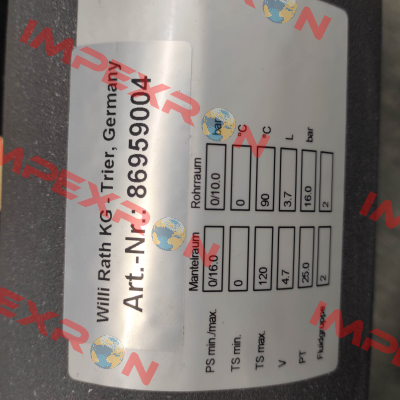 Willi Rath KG - Trier, Germany
Art.-Nr.: 86959004
Mantelraum Rohrraum
PS min./max. 0/16.0 0/10.0 bar
TS min. 0 0 °C
TS max. 120 90 °C
V 4.7 3.7 L
PT 25.0 16.0 bar
Fluidgruppe 2 2
IMPEXRON
IMPEXRON
IMPEXRON
IMPEXRON